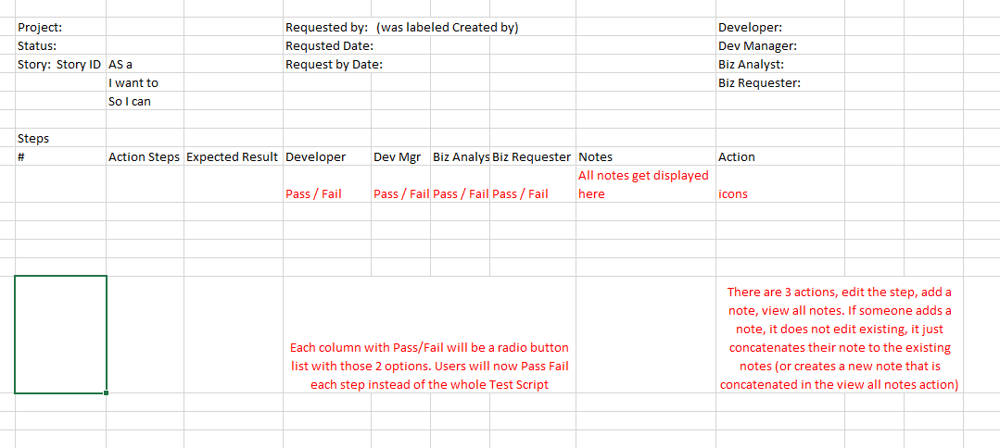 Project: Requested by: (was labeled Created by) Developer:
Status: Requsted Date: Dev Manager:
Story: Story ID AS a Request by Date: Biz Analyst:
I want to Biz Requester:
So I can
Steps
# Action Steps Expected Result Developer Dev Mgr Biz Analys Biz Requester Notes Action
All notes get displayed
Pass / Fail Pass / Fail Pass / Fail Pass / Fail here icons
There are 3 actions, edit the step, add a
note, view all notes. If someone adds a
note, it does not edit existing, it just
Each column with Pass/Fail will be a radio button concatenates their note to the existing
list with those 2 options. Users will now Pass Fail notes (or creates a new note that is
each step instead of the whole Test Script concatenated in the view all notes action)